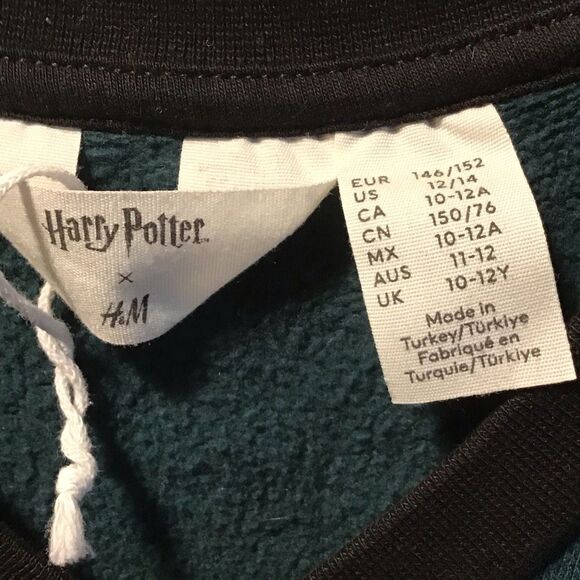 Harry Potter
×
H&M
EUR 146/152
US 12/14
CA 10-12A
CN 150/76
MX 10-12A
AUS 11-12
UK 10-12Y
Made in
Turkey/Türkiye
Fabriqué en
Turquie/Türkiye